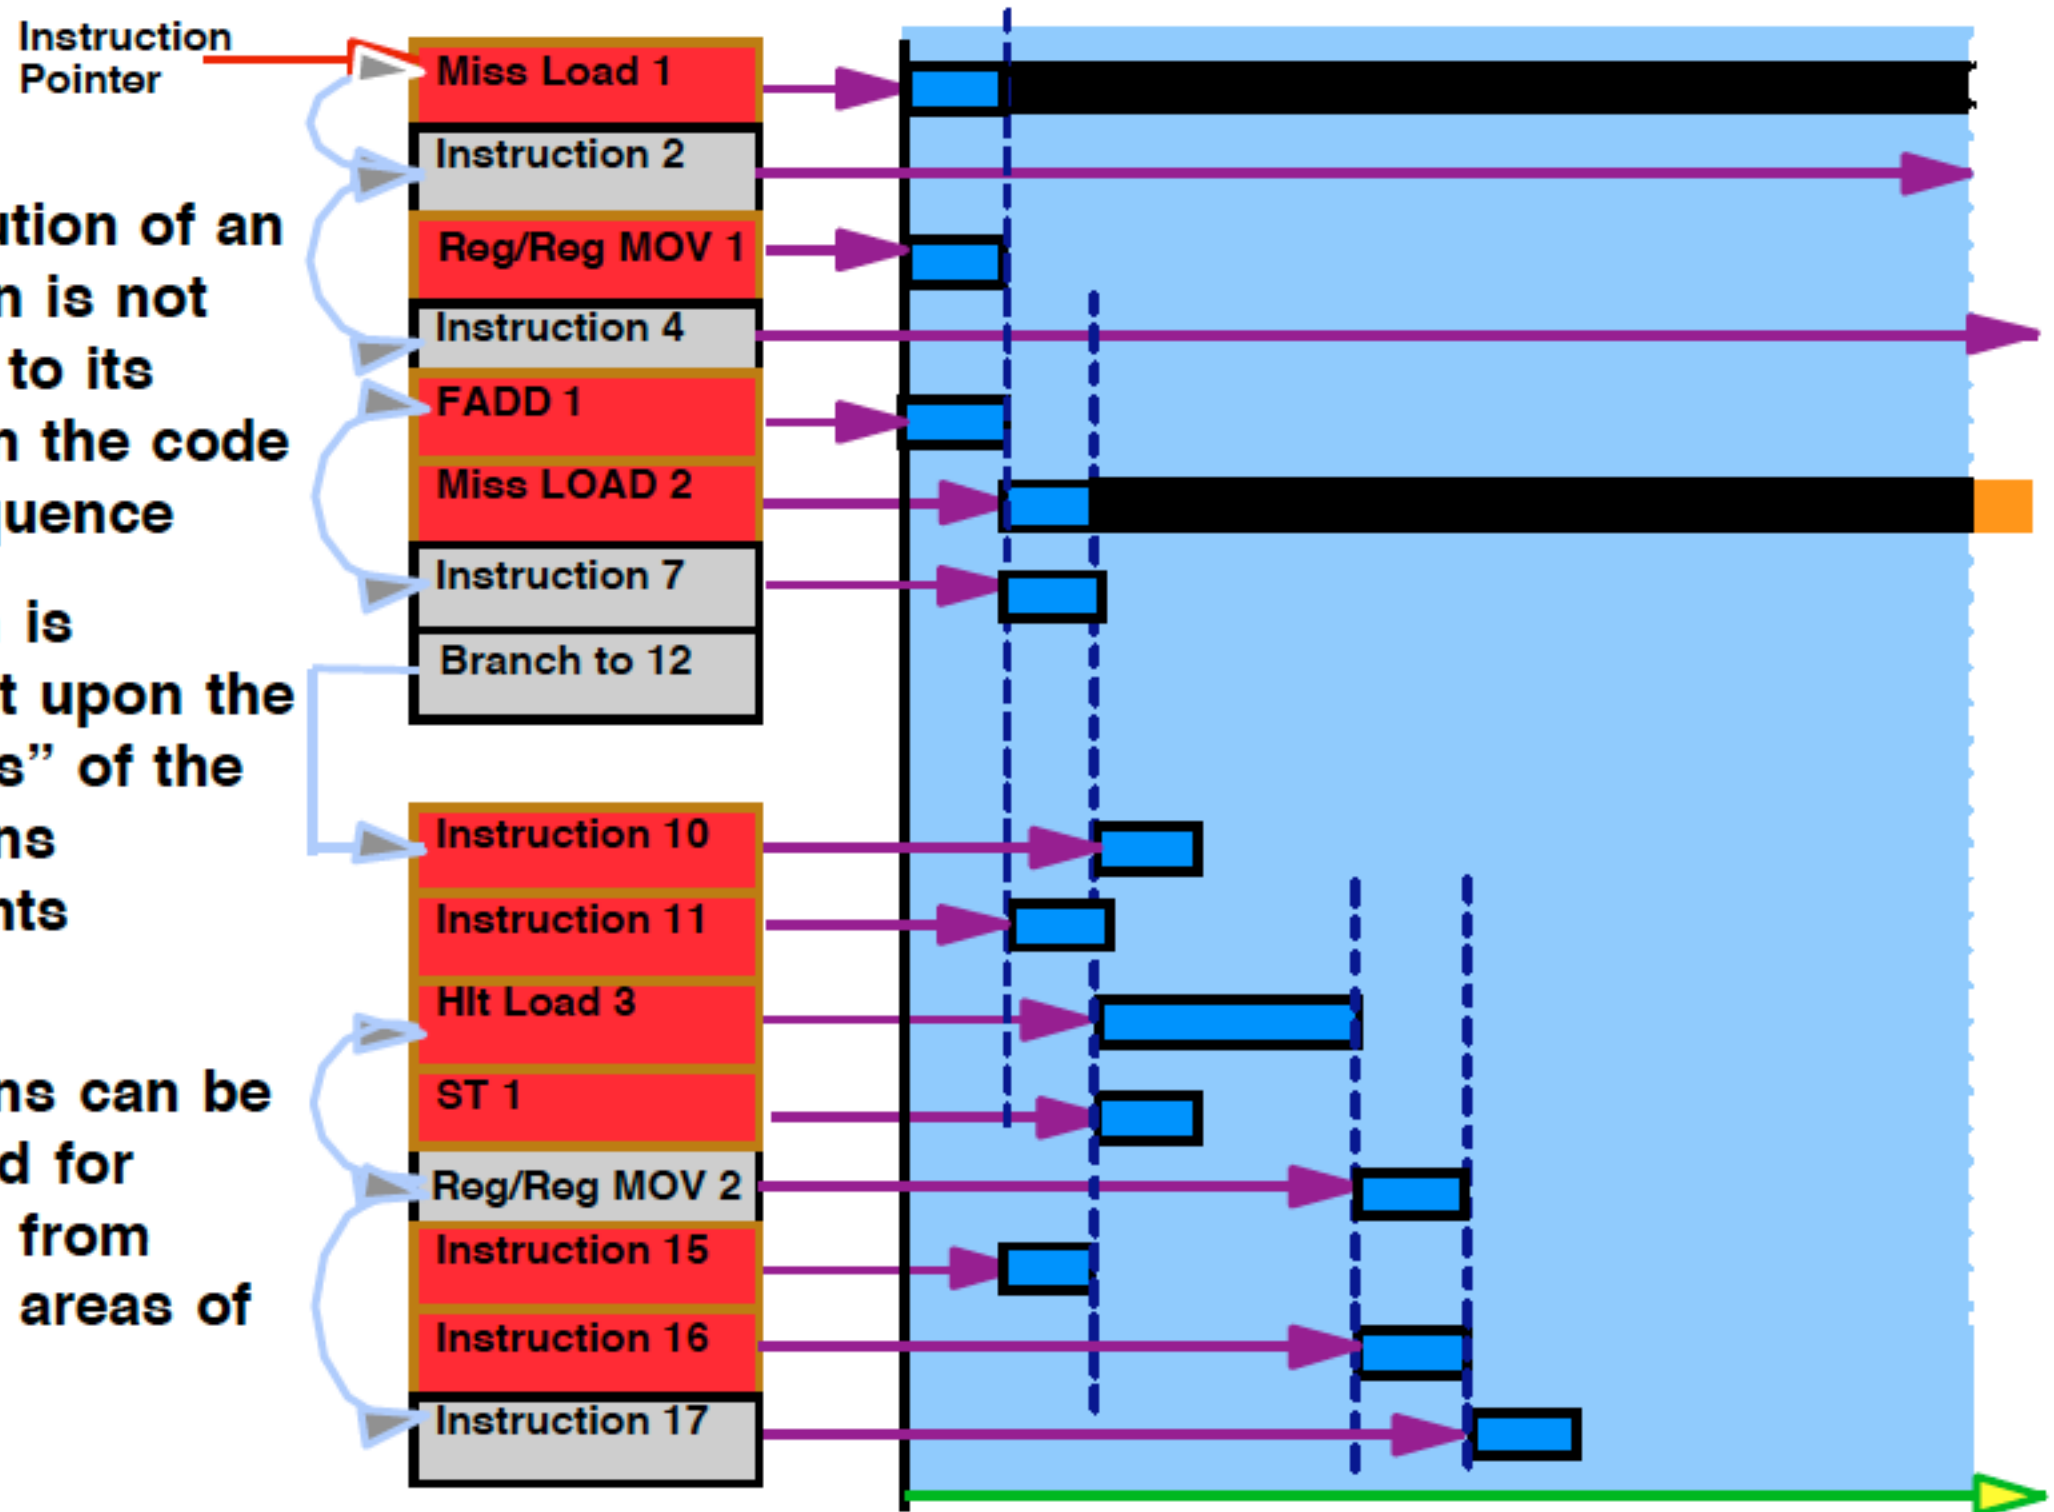 Instruction
Pointer
ution of an
n is not
to its
n the code
quence
is
t upon the
s” of the
ns
nts
ns can be
d for
from
areas of
Miss Load 1
Instruction 2
Reg/Reg MOV 1
Instruction 4
FADD 1
Miss LOAD 2
Instruction 7
Branch to 12
Instruction 10
Instruction 11
HIt Load 3
ST 1
Reg/Reg MOV 2
Instruction 15
Instruction 16
Instruction 17